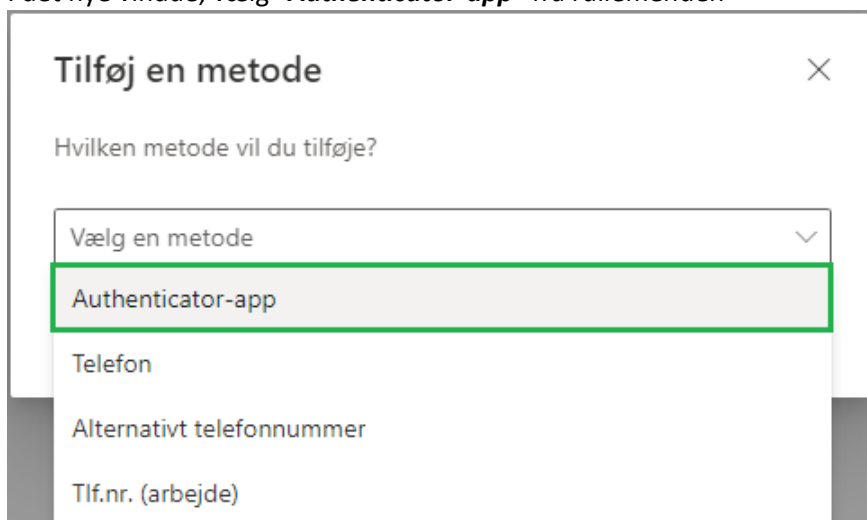 Tilføj en metode
Hvilken metode vil du tilføje?
Vælg en metode
Authenticator-app
Telefon
Alternativt telefonnummer
Tlf.nr. (arbejde)